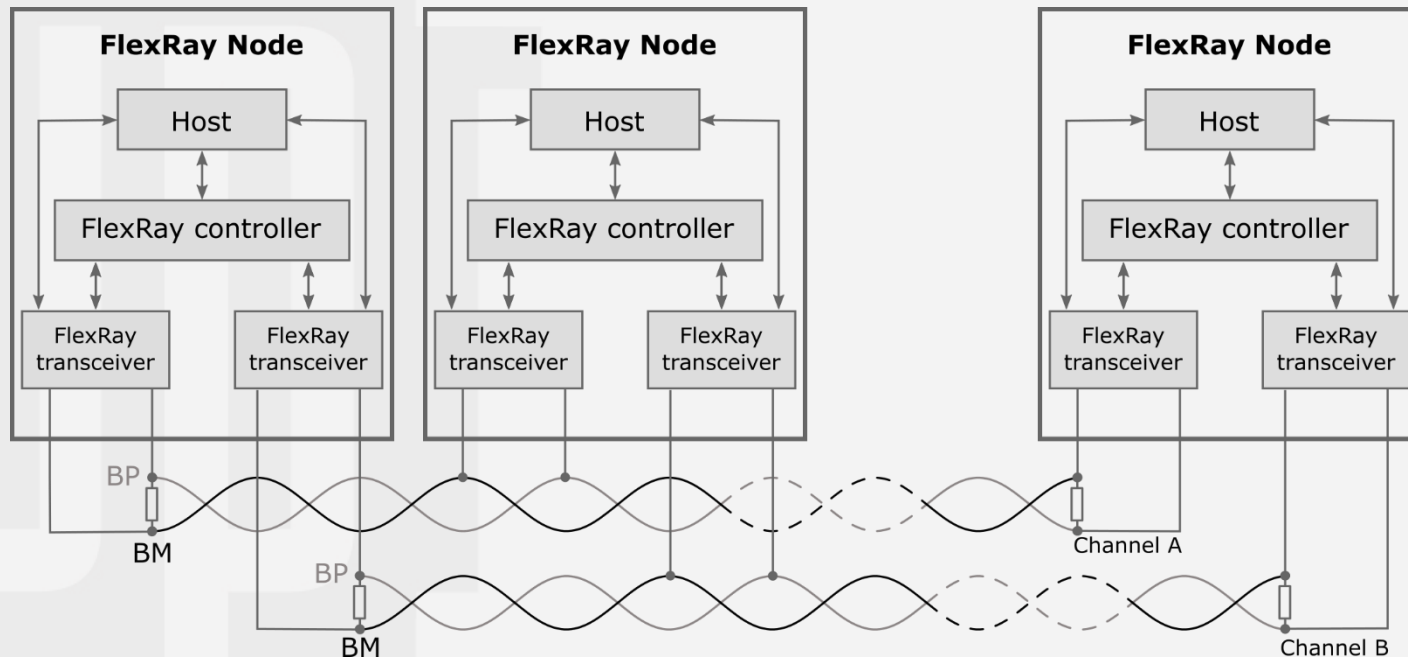 FlexRay Node
Host
FlexRay controller
FlexRay
transceiver
FlexRay
transceiver
FlexRay Node
Host
FlexRay controller
FlexRay
transceiver
FlexRay
transceiver
FlexRay Node
Host
FlexRay controller
FlexRay
transceiver
FlexRay
transceiver
BP
BM
Channel A
BP
BM
Channel B